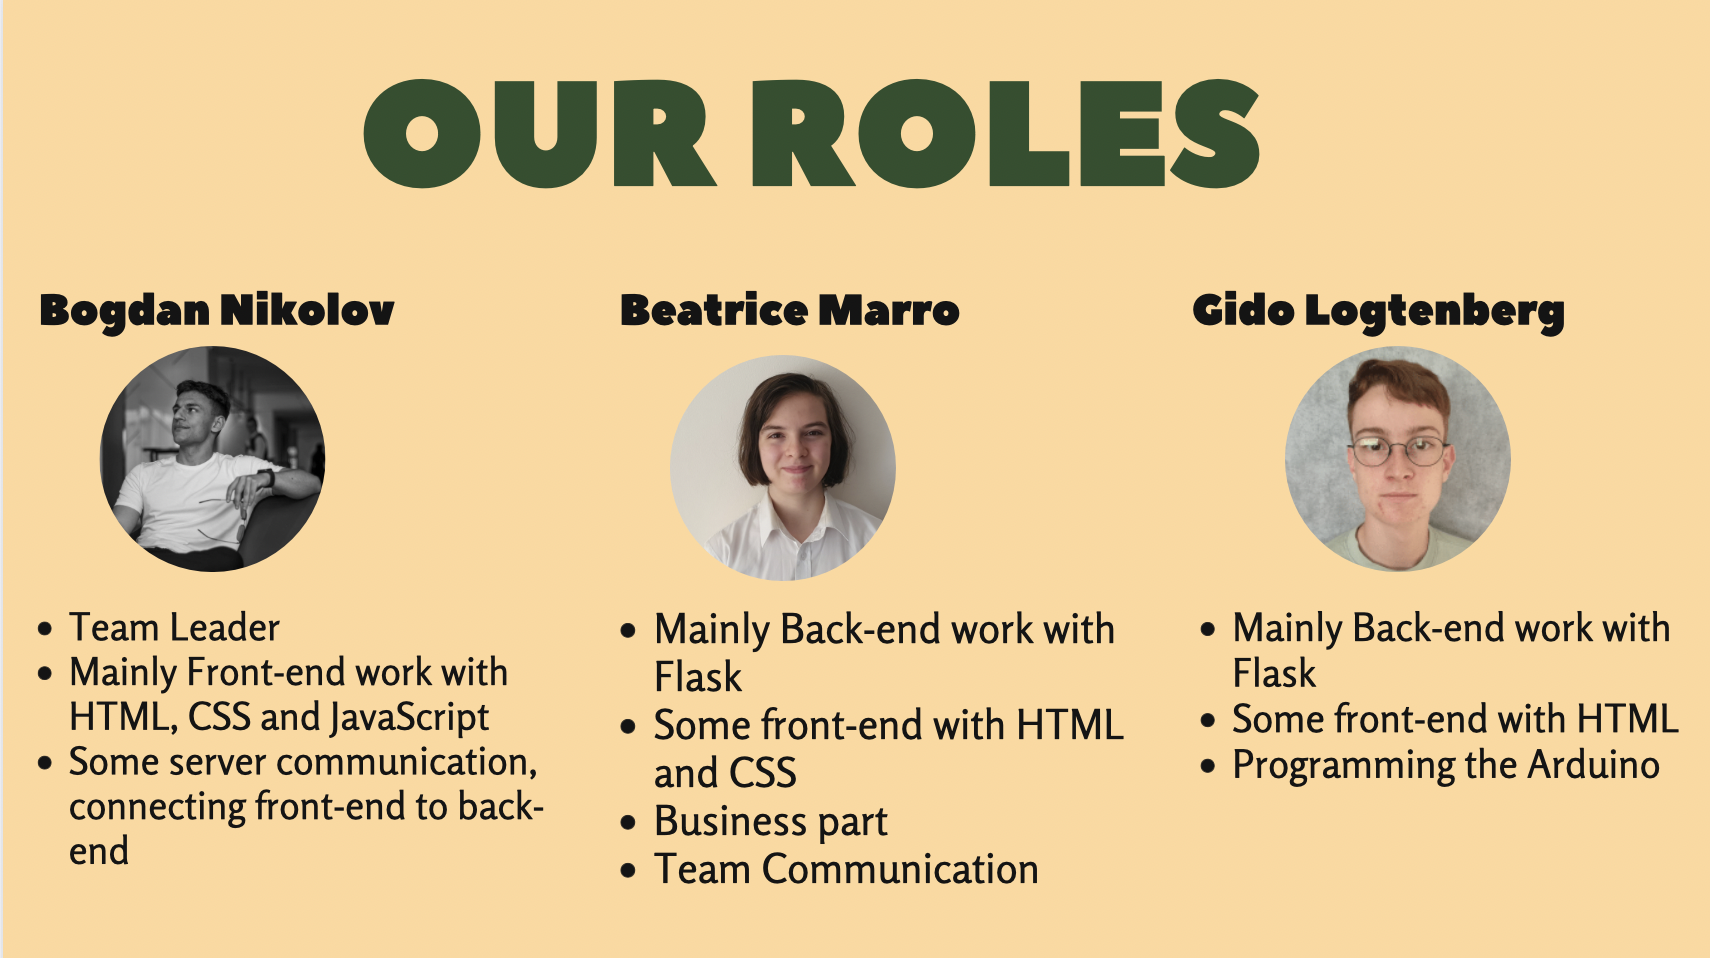 OUR ROLES
Bogdan Nikolov
Team Leader
Mainly Front-end work with
HTML, CSS and JavaScript
Some server communication,
connecting front-end to back-
end
Beatrice Marro
Mainly Back-end work with
Flask
Some front-end with HTML
and CSS
Business part
Team Communication
Gido Logtenberg
Mainly Back-end work with
Flask
Some front-end with HTML
Programming the Arduino